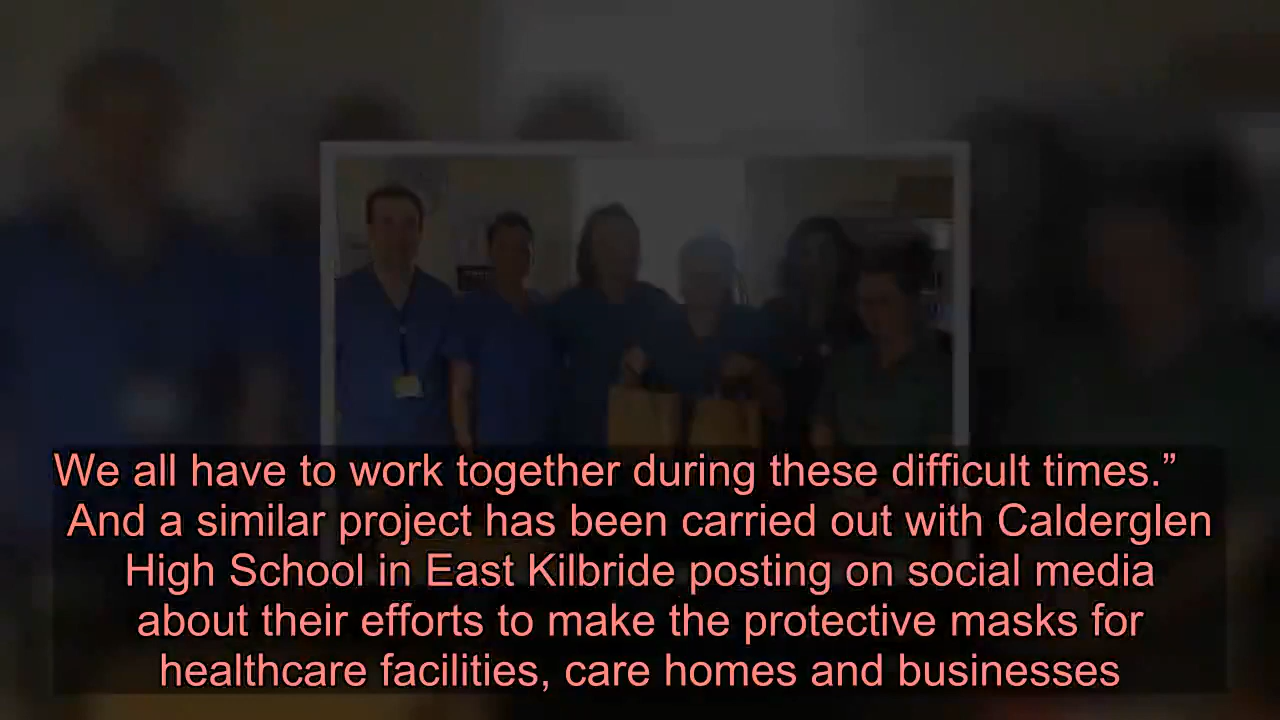 We all have to work together during these difficult times.”
And a similar project has been carried out with Calderglen
High School in East Kilbride posting on social media
about their efforts to make the protective masks for
healthcare facilities, care homes and businesses